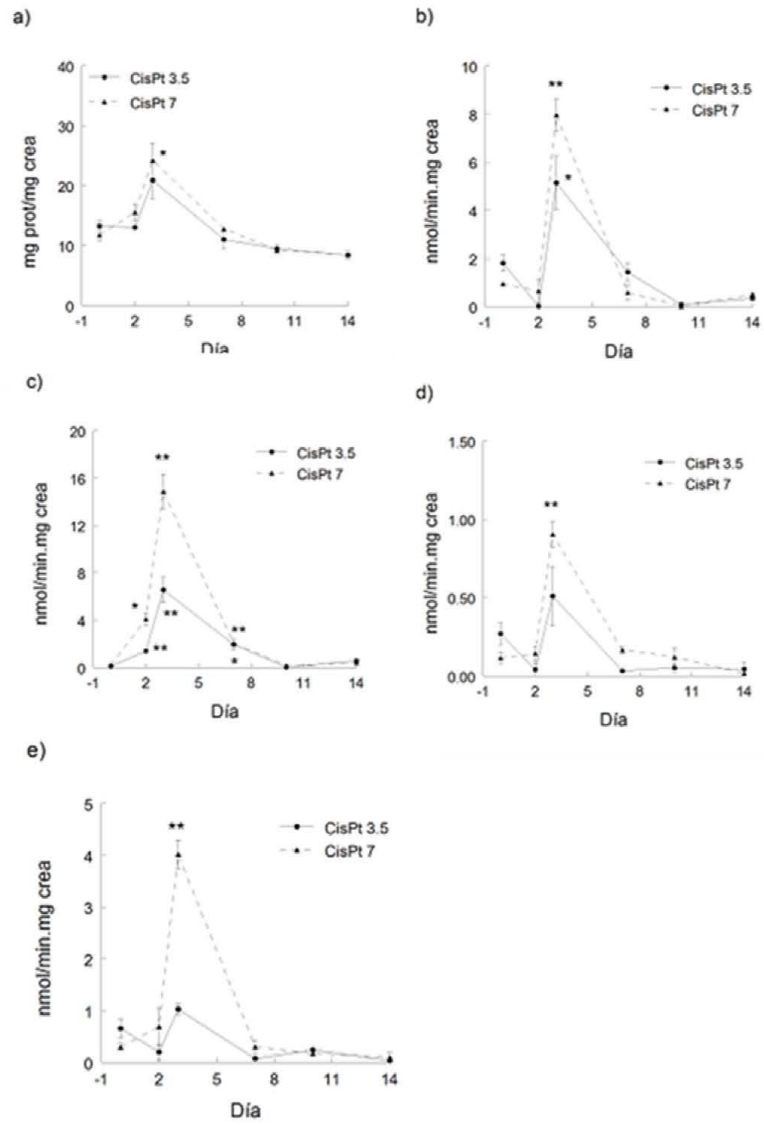 a)
CisPt 3.5
CisPt 7
mg prot/mg crea
40
30
20
10
0
*
-1 2 5 8 11 14
Día
b)
CisPt 3.5
CisPt 7
nmol/min.mg crea
10
8
6
4
2
0
**
*
-1 2 5 8 11 14
Día
c)
CisPt 3.5
CisPt 7
nmol/min.mg crea
20
16
12
8
4
0
**
*
**
**
**
*
-1 2 5 8 11 14
Día
d)
CisPt 3.5
CisPt 7
nmol/min.mg crea
1.50
1.00
0.50
0.00
**
-1 2 5 8 11 14
Día
e)
CisPt 3.5
CisPt 7
nmol/min.mg crea
5
4
3
2
1
0
**
-1 2 5 8 11 14
Día